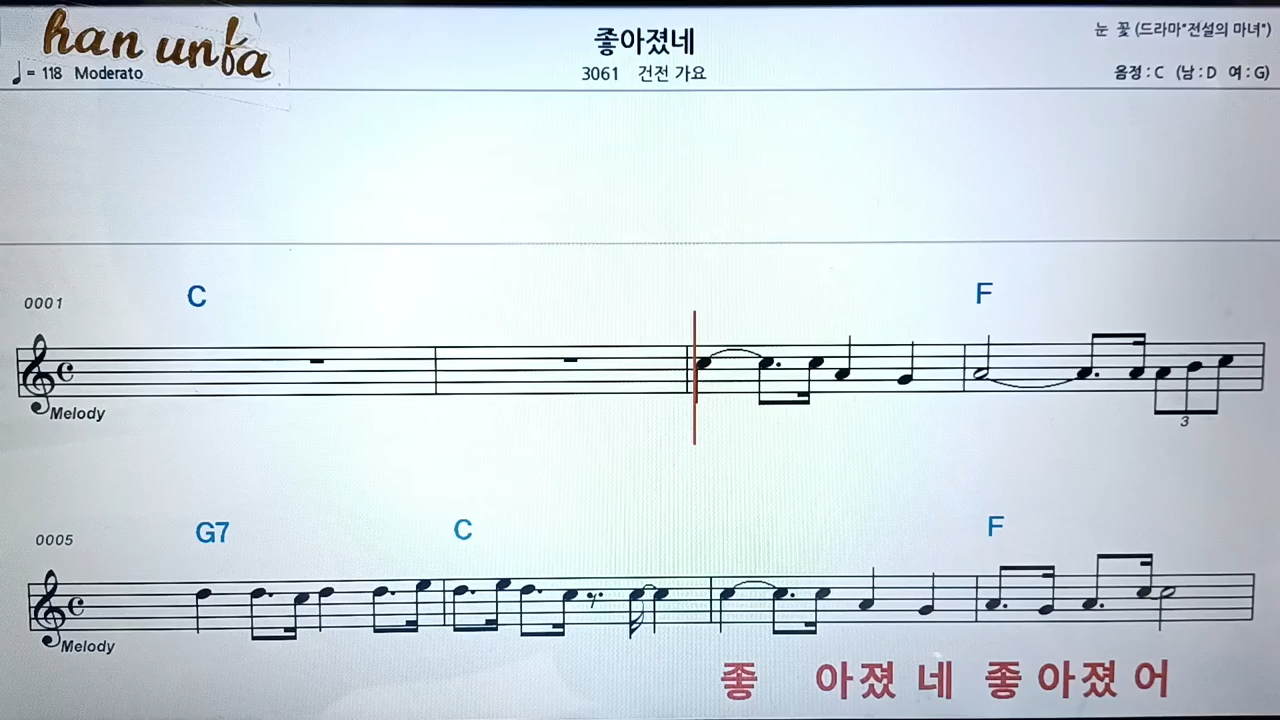 han unfa
좋아졌네
눈 꽃 (드라마"전설의 마녀")
♩= 118 Moderato
3061 건전 가요
음정 : C (남 : D 여 : G)
0001
C
F
Melody
3
0005
G7
C
F
Melody
좋 아졌 네 좋 아졌 어